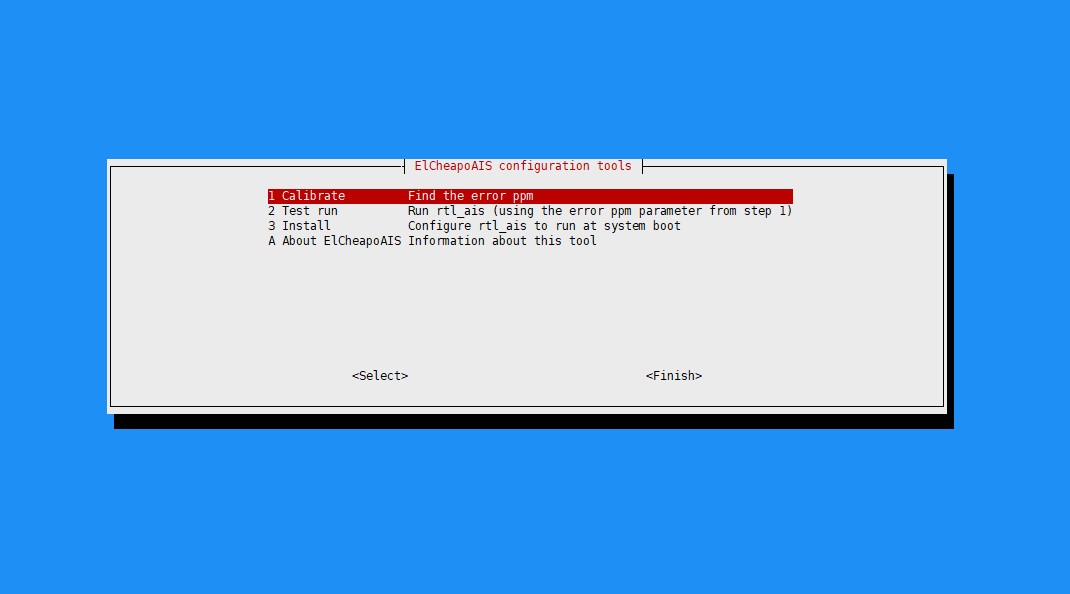 ElCheapoAIS configuration tools
1 Calibrate Find the error ppm
2 Test run Run rtl_ais (using the error ppm parameter from step 1)
3 Install Configure rtl_ais to run at system boot
A About ElCheapoAIS Information about this tool
<Select> <Finish>